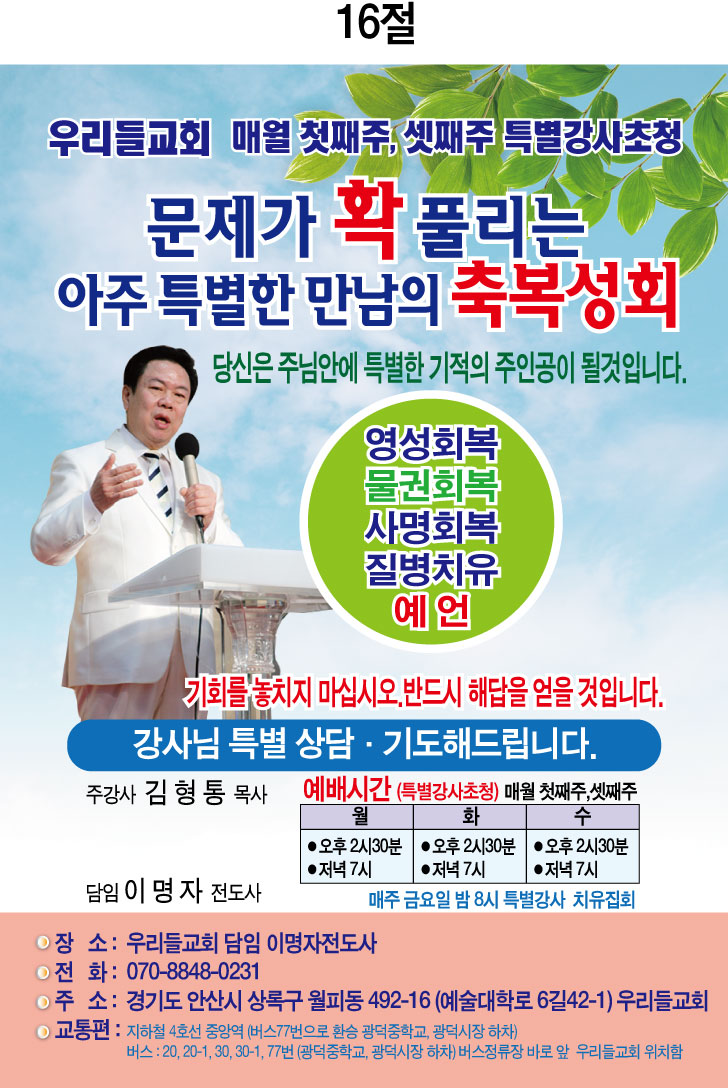 16절
우리들교회 매월 첫째주, 셋째주 특별강사초청
문제가 확 풀리는
아주 특별한 만남의 축복성회
당신은 주님안에 특별한 기적의 주인공이 될것입니다.
영성회복
물권회복
사명회복
질병치유
예 언
기회를 놓치지 마십시오.반드시 해답을 얻을 것입니다.
강사님 특별 상담 · 기도해드립니다.
주강사 김 형 통 목사
예배시간 (특별강사초청) 매월 첫째주,셋째주
월 화 수
●오후 2시30분 ●오후 2시30분 ●오후 2시30분
●저녁 7시 ●저녁 7시 ●저녁 7시
담임 이 명 자 전도사
매주 금요일 밤 8시 특별강사 치유집회
장 소 : 우리들교회 담임 이명자전도사
전 화 : 070-8848-0231
주 소 : 경기도 안산시 상록구 월피동 492-16 (예술대학로 6길42-1) 우리들교회
교통편 : 지하철 4호선 중앙역 (버스77번으로 환승 광덕중학교, 광덕시장 하차)
버스 : 20, 20-1, 30, 30-1, 77번 (광덕중학교, 광덕시장 하차) 버스정류장 바로 앞 우리들교회 위치함